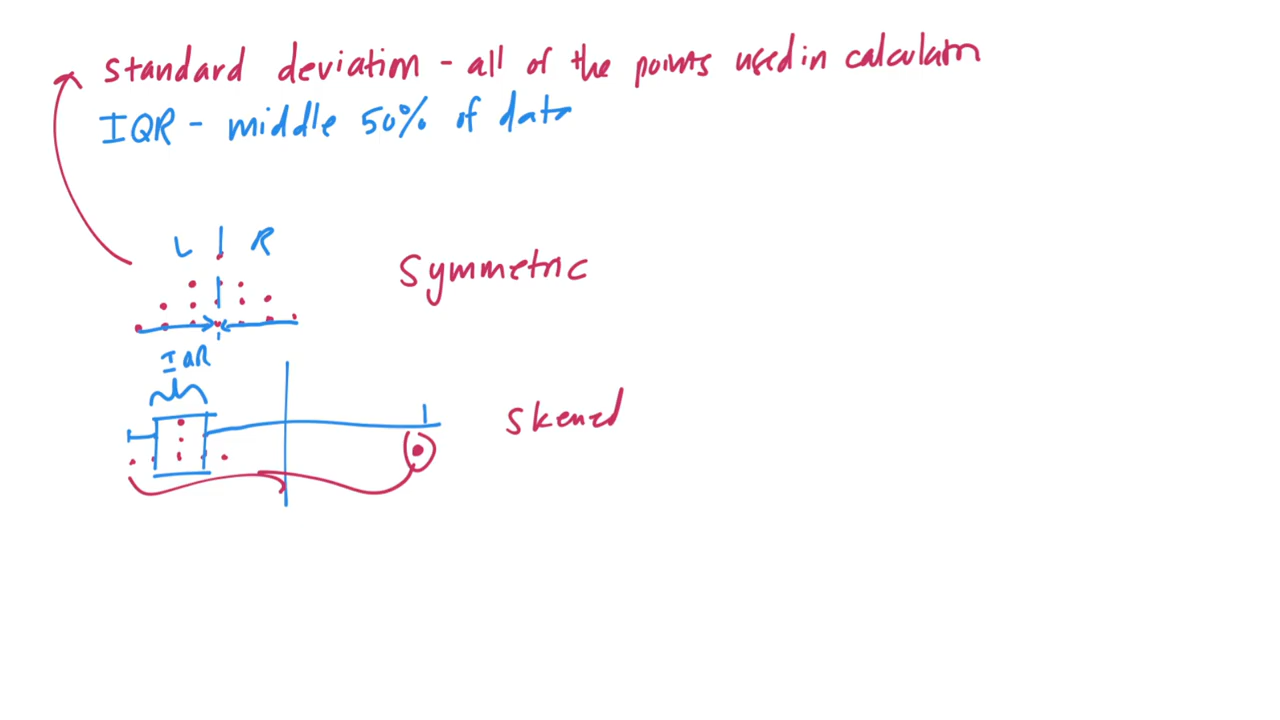 standard deviation - all of the points used in calculatn
IQR - middle 50% of data
L | R
Symmetric
IQR
Skewed